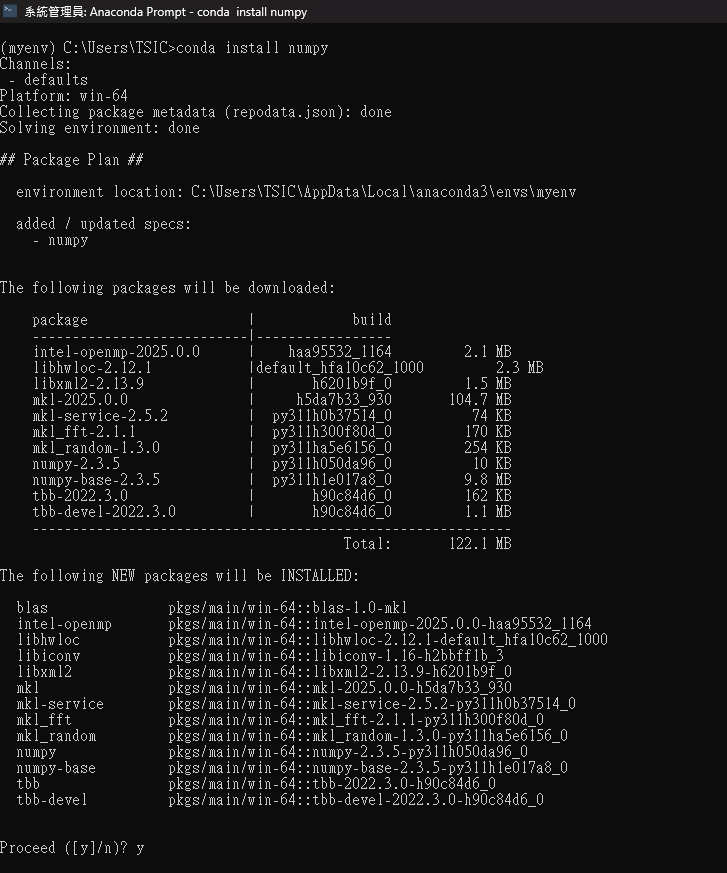 系統管理員: Anaconda Prompt - conda  install numpy
(myenv) C:\Users\TSIC>conda install numpy
Channels:
 - defaults
Platform: win-64
Collecting package metadata (repodata.json): done
Solving environment: done
## Package Plan ##
  environment location: C:\Users\TSIC\AppData\Local\anaconda3\envs\myenv
  added / updated specs:
    - numpy
The following packages will be downloaded:
    package                    |            build
    ---------------------------|-----------------
    intel-openmp-2025.0.0      |    haa95532_1164         2.1 MB
    libhwloc-2.12.1            |default_hfa10c62_1000         2.3 MB
    libxml2-2.13.9             |       h6201b9f_0         1.5 MB
    mkl-2025.0.0               |     h5da7b33_930       104.7 MB
    mkl-service-2.5.2          |  py311h0b37514_0          74 KB
    mkl_fft-2.1.1              |  py311h300f80d_0         170 KB
    mkl_random-1.3.0           |  py311ha5e6156_0         254 KB
    numpy-2.3.5                |  py311h050da96_0          10 KB
    numpy-base-2.3.5           |  py311h1e017a8_0         9.8 MB
    tbb-2022.3.0               |       h90c84d6_0         162 KB
    tbb-devel-2022.3.0         |       h90c84d6_0         1.1 MB
    ------------------------------------------------------------
                                           Total:       122.1 MB
The following NEW packages will be INSTALLED:
  blas               pkgs/main/win-64::blas-1.0-mkl
  intel-openmp       pkgs/main/win-64::intel-openmp-2025.0.0-haa95532_1164
  libhwloc           pkgs/main/win-64::libhwloc-2.12.1-default_hfa10c62_1000
  libiconv           pkgs/main/win-64::libiconv-1.16-h2bbff1b_3
  libxml2            pkgs/main/win-64::libxml2-2.13.9-h6201b9f_0
  mkl                pkgs/main/win-64::mkl-2025.0.0-h5da7b33_930
  mkl-service        pkgs/main/win-64::mkl-service-2.5.2-py311h0b37514_0
  mkl_fft            pkgs/main/win-64::mkl_fft-2.1.1-py311h300f80d_0
  mkl_random         pkgs/main/win-64::mkl_random-1.3.0-py311ha5e6156_0
  numpy              pkgs/main/win-64::numpy-2.3.5-py311h050da96_0
  numpy-base         pkgs/main/win-64::numpy-base-2.3.5-py311h1e017a8_0
  tbb                pkgs/main/win-64::tbb-2022.3.0-h90c84d6_0
  tbb-devel          pkgs/main/win-64::tbb-devel-2022.3.0-h90c84d6_0
Proceed ([y]/n)? y